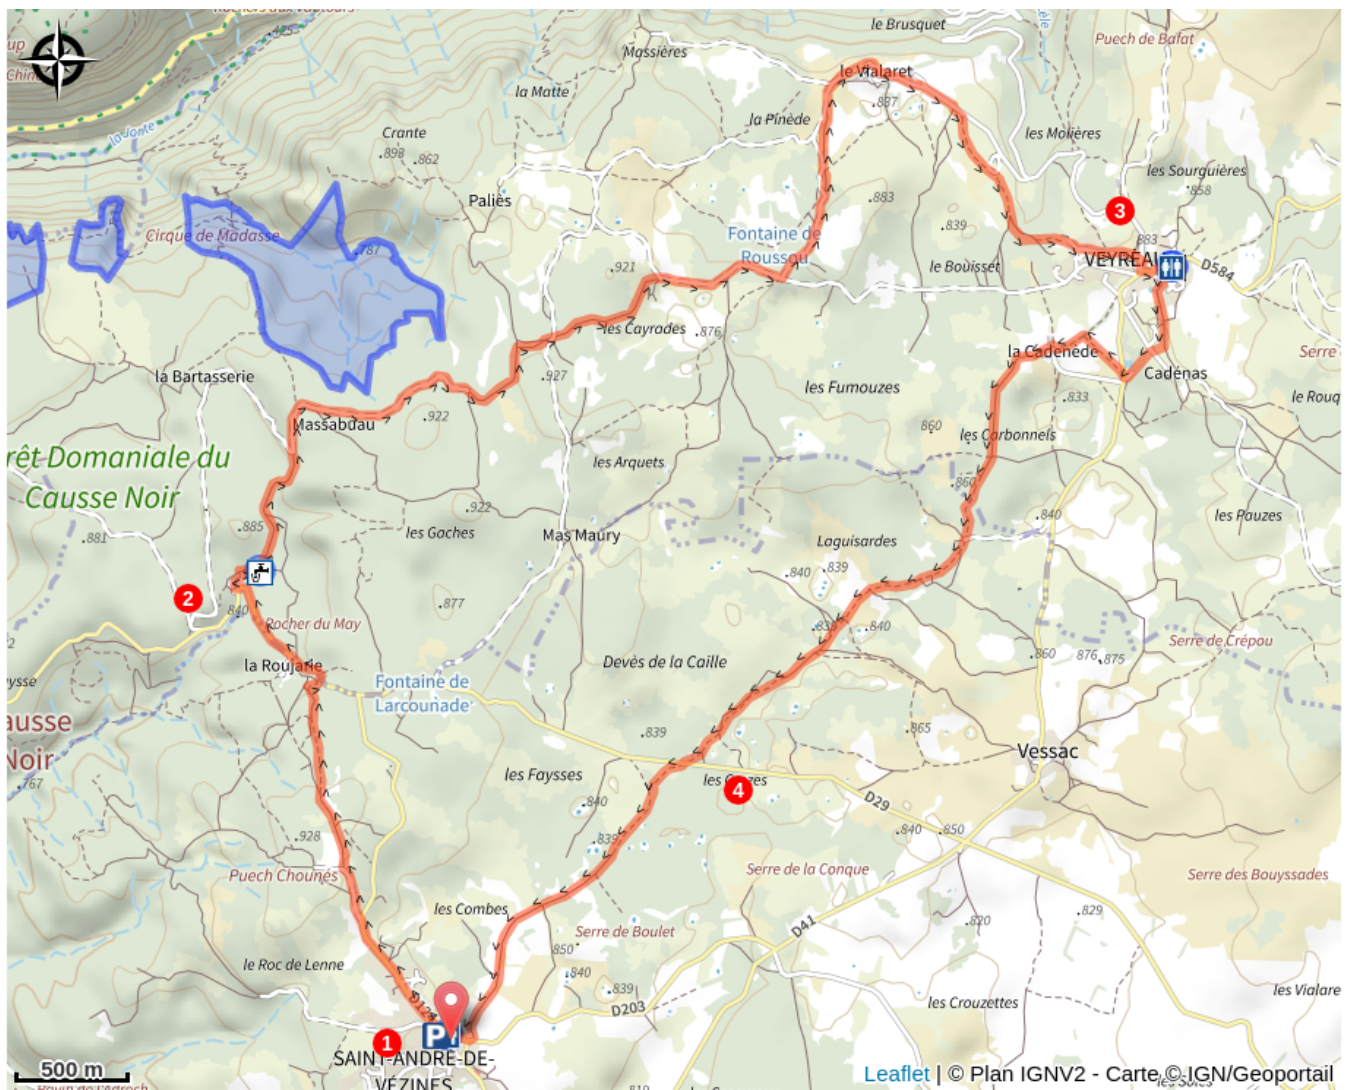 le Brusquet
Puech de Bafat
Massières
le Vialaret
la Matte
.837
la Pinède
la Jonte
Crante
les Molières
.893
.862
les Sourquières
.858
Paliès
.883
3
Cirque de Madasse
.787
Fontaine de
Roussou
.839
883
.921
le Bouisset
VEYREAU
D584
les Cayrades
.876
la Cadenède
Serre
la Bartasserie
.927
les Fumouzes
Cadenas
.833
le Rouq
.922
Massabuau
860
les Carbonnels
rêt Domaniale du
Causse Noir
les Arquets
.860
.922
.885
.881
les Gaches
Mas Maury
Laguisardes
.840
les Pauzes
.840
.839
2
840
.877
Rocher du May
.840
Serre de Crépou
.860
876
.875
la Roujarie
Devès de la Caille
ysse
Fontaine de
Larcounade
ausse
Noir
.839
.865
Vessac
.767
les Faysses
4
.840
D29
.840
.850
.928
.839
Puech Chounès
Serre de la Conque
Serre des Bouyssades
les Combes
.829
.820
D41
Serre de Boulet
850
le Roc de Lenne
.840
.839
les Vialare
D203
les Crouzettes
P
1
SAINT-ANDRÉ-DE-
VÉZINES
500 m
Leaflet | © Plan IGNV2 - Carte © IGN/Geoportail